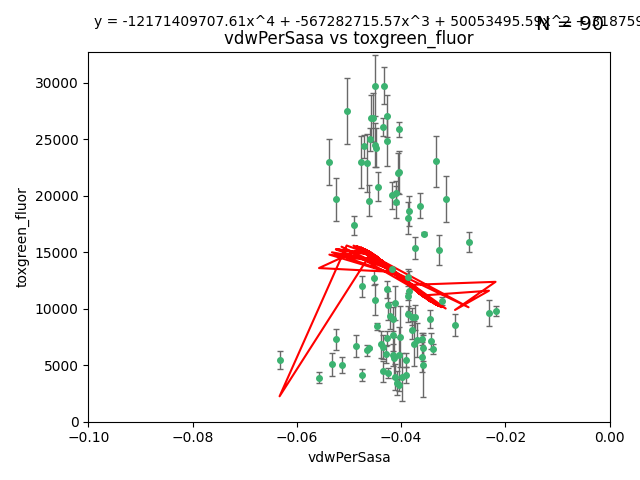 y = -12171409707.61x^4 + -567282715.57x^3 + 50053495.59x^2 +
N = 90
vdwPerSasa vs toxgreen_fluor
30000
25000
20000
15000
10000
5000
0
toxgreen_fluor
−0.10 −0.08 −0.06 −0.04 −0.02 0.00
vdwPerSasa